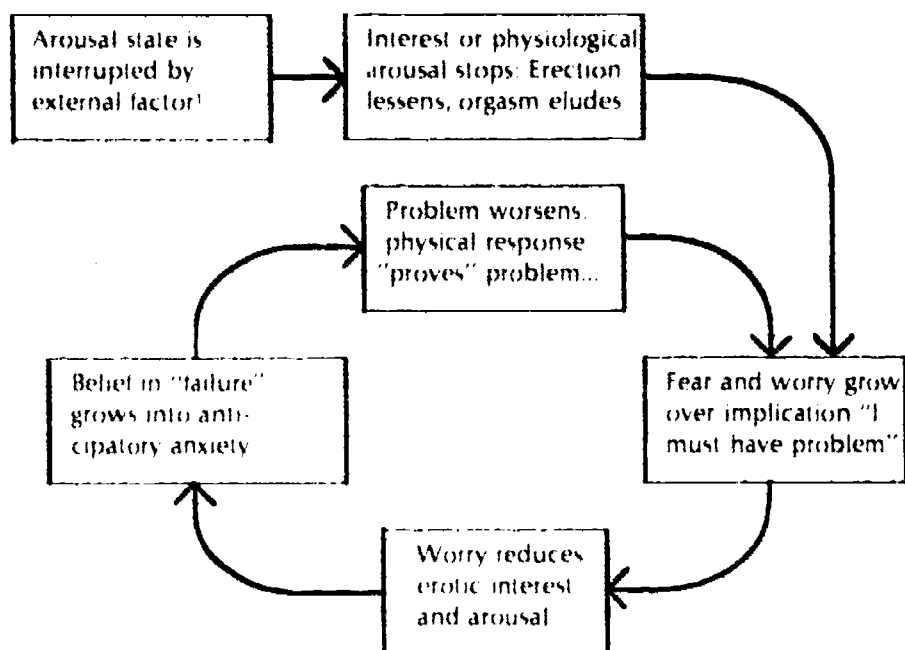 Arousal state is
interrupted by
external factor¹
Interest or physiological
arousal stops: Erection
lessens, orgasm eludes
Problem worsens,
physical response
"proves" problem...
Fear and worry grow
over implication "I
must have problem"
Worry reduces
erotic interest
and arousal
Belief in "failure"
grows into anti-
cipatory anxiety